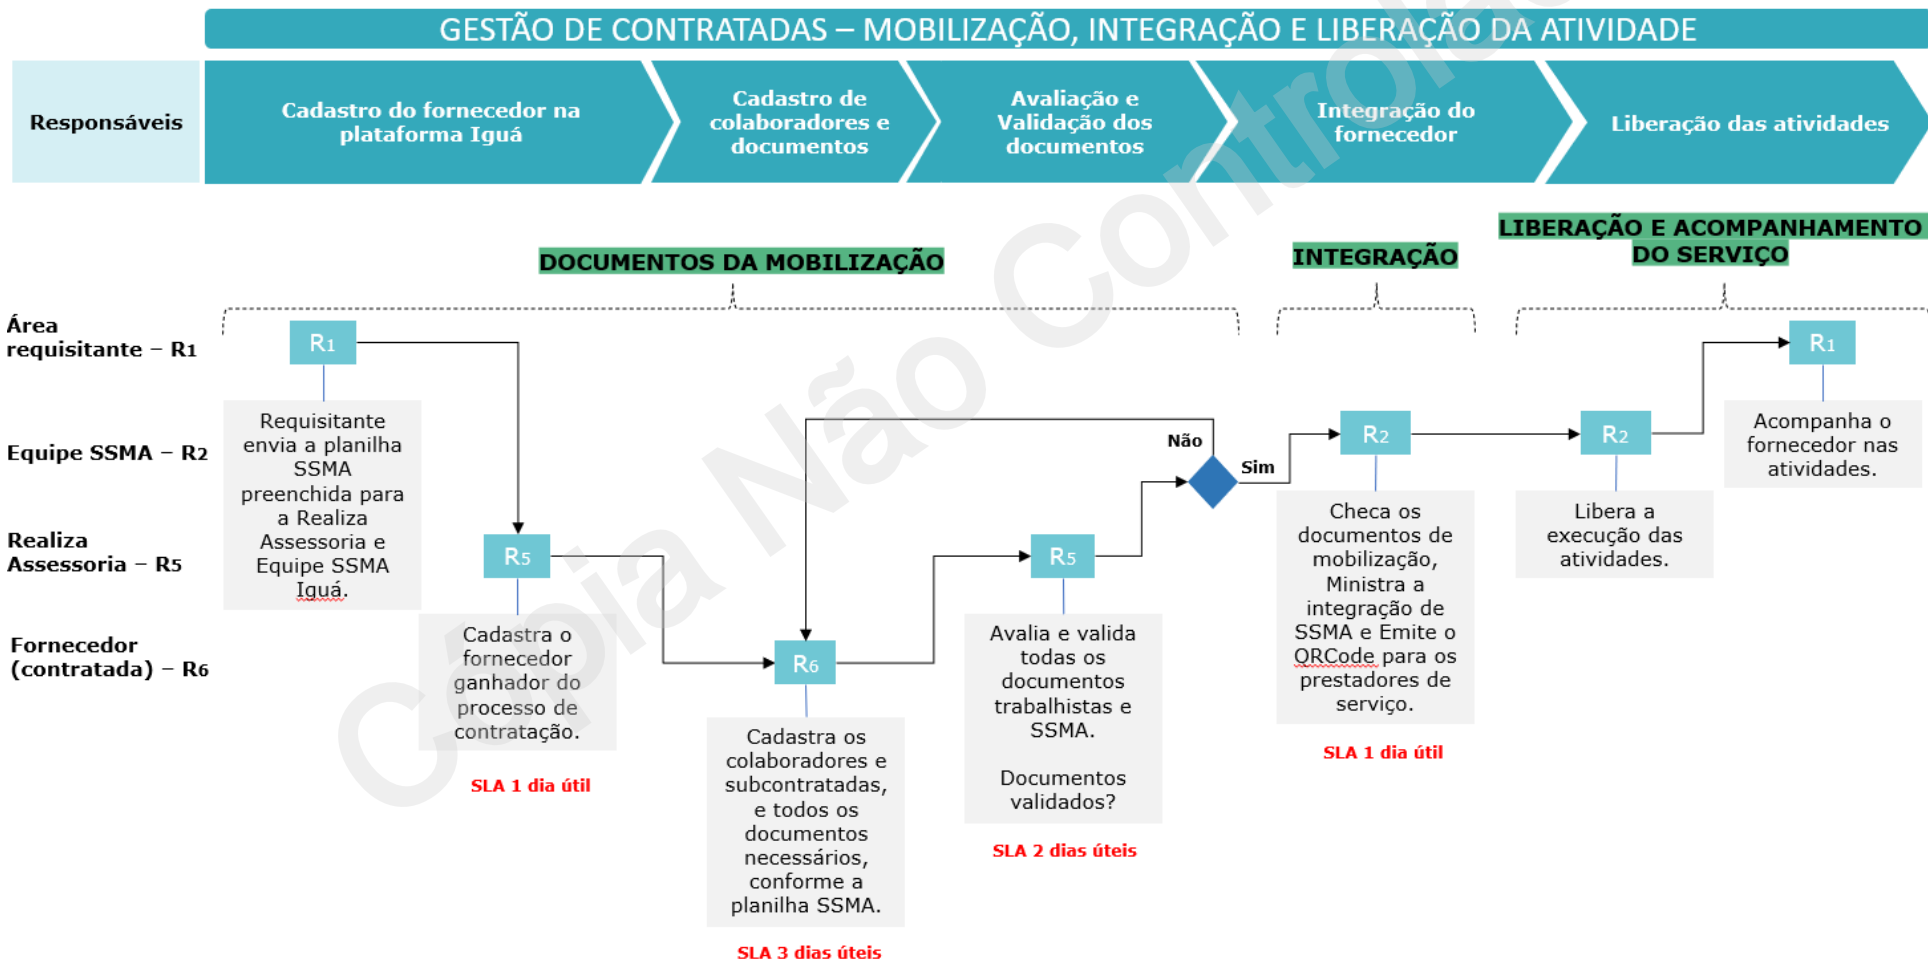 GESTÃO DE CONTRATADAS – MOBILIZAÇÃO, INTEGRAÇÃO E LIBERAÇÃO DA ATIVIDADE
Responsáveis
Cadastro do fornecedor na
plataforma Iguá
Cadastro de
colaboradores e
documentos
Avaliação e
Validação dos
documentos
Integração do
fornecedor
Liberação das atividades
DOCUMENTOS DA MOBILIZAÇÃO
INTEGRAÇÃO
LIBERAÇÃO E ACOMPANHAMENTO
DO SERVIÇO
Área
requisitante – R1
Equipe SSMA – R2
Realiza
Assessoria – R5
Fornecedor
(contratada) – R6
R1
Requisitante
envia a planilha
SSMA
preenchida para
a Realiza
Assessoria e
Equipe SSMA
Iguá.
R5
Cadastra o
fornecedor
ganhador do
processo de
contratação.
SLA 1 dia útil
R6
Cadastra os
colaboradores e
subcontratadas,
e todos os
documentos
necessários,
conforme a
planilha SSMA.
SLA 3 dias úteis
R5
Avalia e valida
todas os
documentos
trabalhistas e
SSMA.
Documentos
validados?
SLA 2 dias úteis
Não
Sim
R2
Checa os
documentos de
mobilização,
Ministra a
integração de
SSMA e Emite o
QRCode para os
prestadores de
serviço.
SLA 1 dia útil
R2
Libera a
execução das
atividades.
R1
Acompanha o
fornecedor nas
atividades.
Cópia Não Controlad